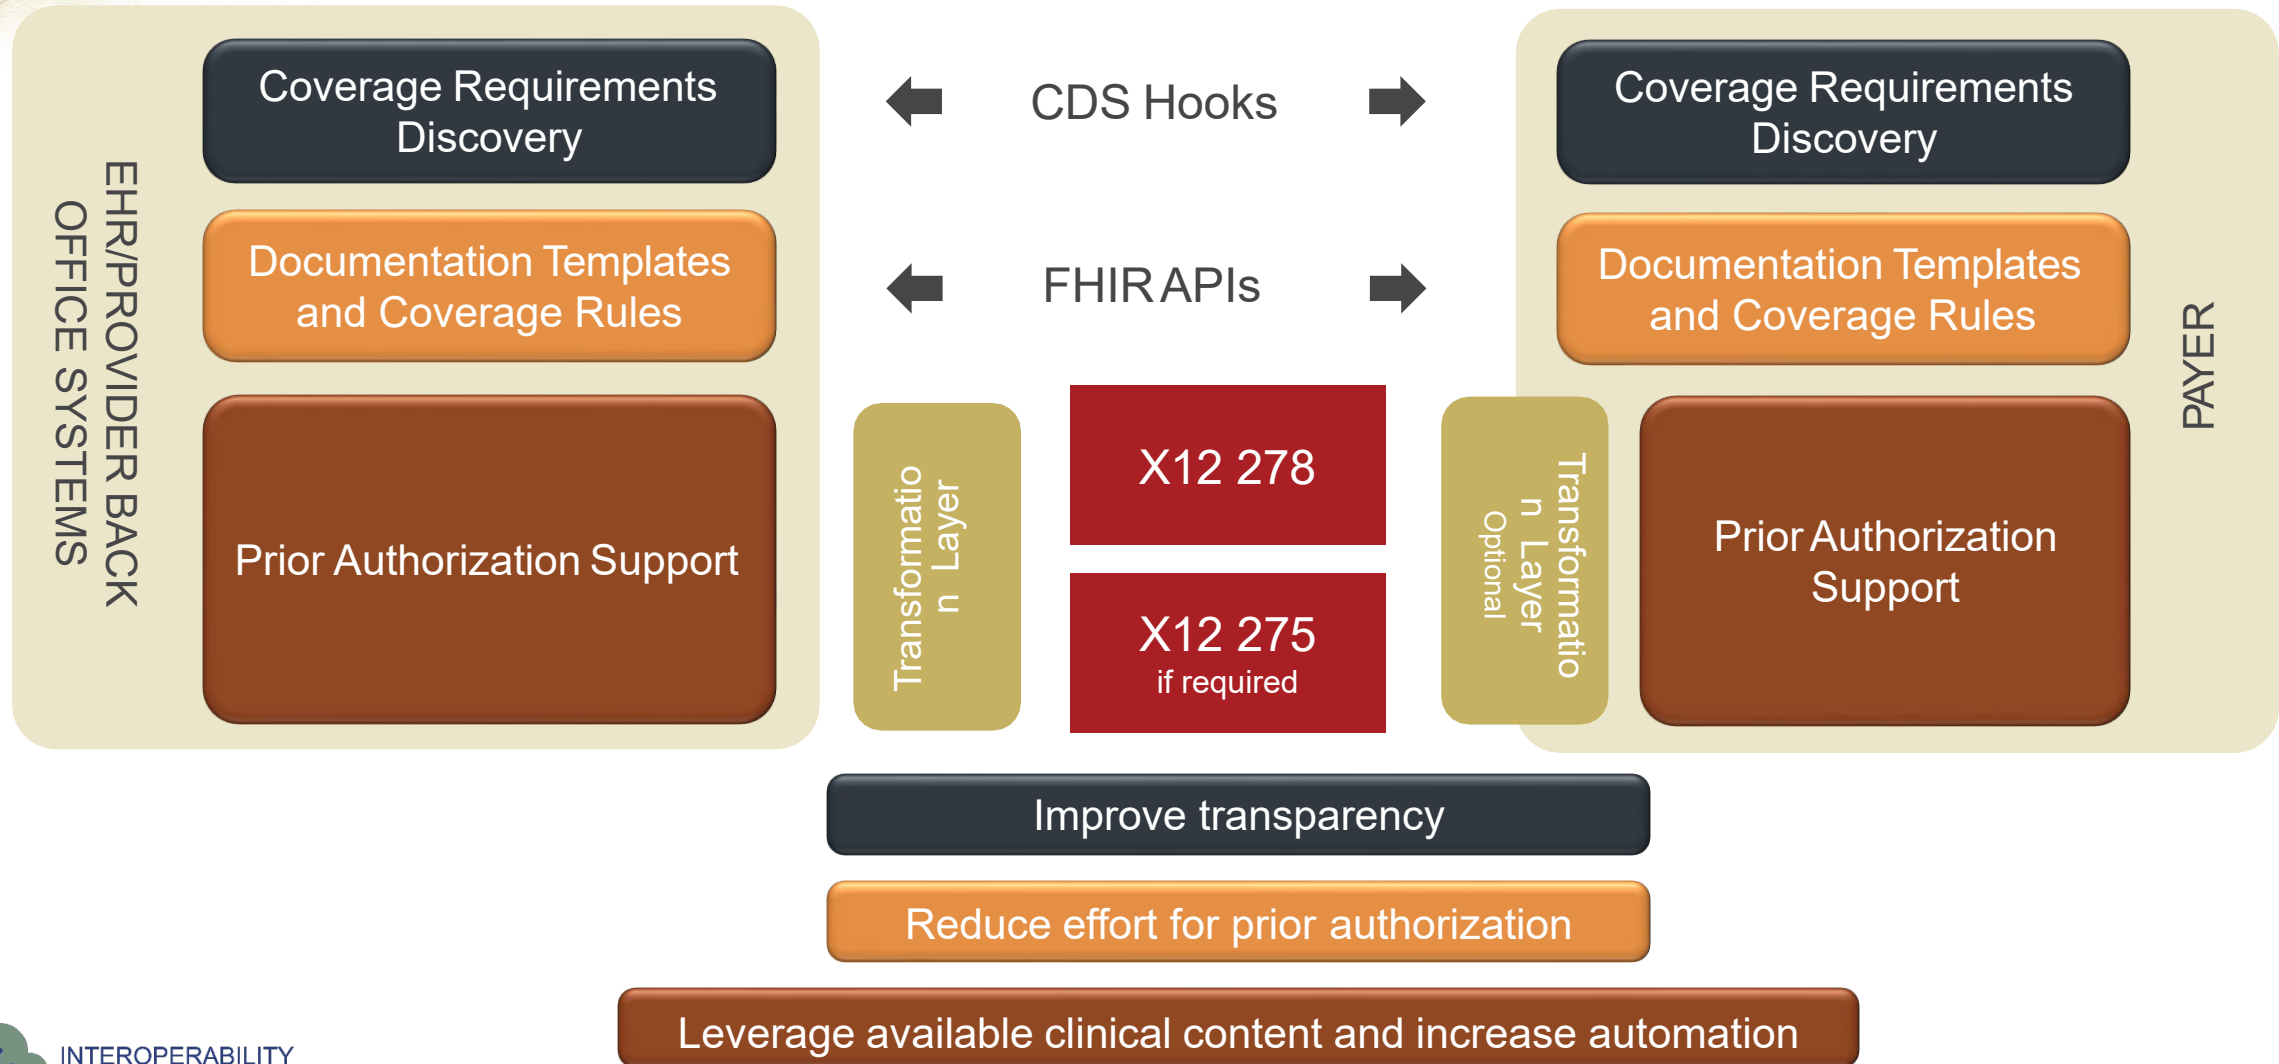 EHR/PROVIDER BACK
OFFICE SYSTEMS
Coverage Requirements
Discovery
Documentation Templates
and Coverage Rules
Prior Authorization Support
CDS Hooks
FHIR APIs
Transformatio
n Layer
X12 278
X12 275
if required
Transformatio
n Layer
Optional
Coverage Requirements
Discovery
Documentation Templates
and Coverage Rules
Prior Authorization
Support
PAYER
Improve transparency
Reduce effort for prior authorization
Leverage available clinical content and increase automation
INTEROPERABILITY